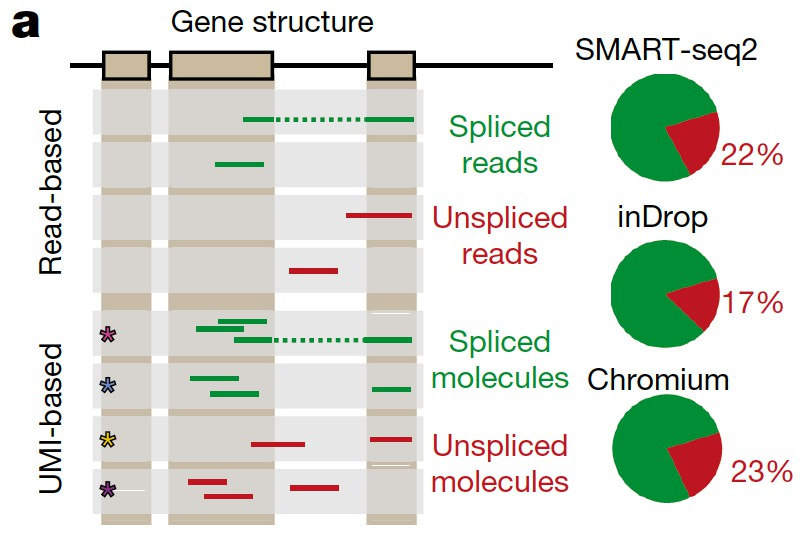 a
Gene structure
Read-based
Spliced
reads
Unspliced
reads
UMI-based
*
Spliced
molecules
*
*
Unspliced
molecules
*
SMART-seq2
22%
inDrop
17%
Chromium
23%